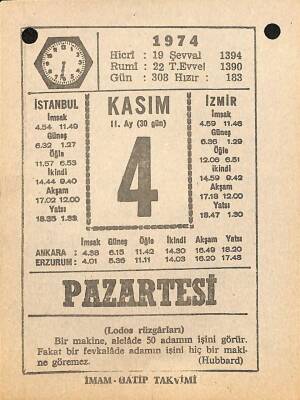 1974
Hicrî : 19 Şevval 1394
Rumî : 22 T.Evvel 1390
Gün : 308 Hızır : 183
İSTANBUL
İmsak
4.54 11.49
Güneş
6.32 1.27
Öğle
11.57 6.53
İkindi
14.44 9.40
Akşam
17.02 12.00
Yatsı
18.35 1.33
KASIM
11. Ay (30 gün)
4
İZMİR
İmsak
4.59 11.46
Güneş
6.36 1.29
Öğle
12.06 6.51
İkindi
14.59 9.42
Akşam
17.18 12.00
Yatsı
18.47 1.30
İmsak Güneş Öğle İkindi Akşam Yatsı
ANKARA : 4.38 6.15 11.42 14.30 16.49 18.20
ERZURUM : 4.01 5.36 11.11 14.03 16.20 17.48
PAZARTESİ
(Lodos rüzgârları)
Bir makine, alelâde 50 adamın işini görür.
Fakat bir fevkalâde adamın işini hiç bir maki-
ne göremez. (Hubbard)
İMAM-HATİP TAKVİMİ